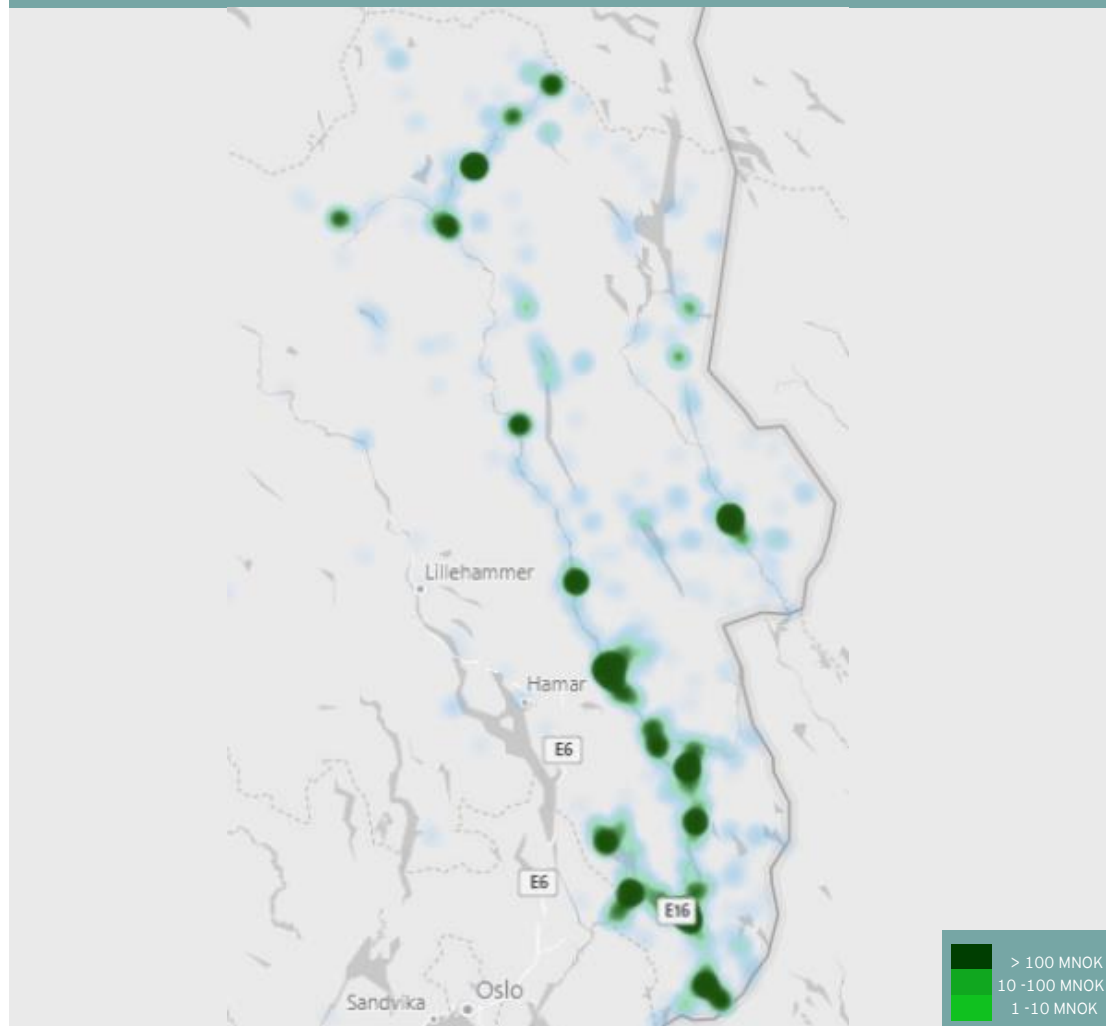 Lillehammer
Hamar
E6
E6
E16
Oslo
Sandvika
> 100 MNOK
10 -100 MNOK
1 -10 MNOK